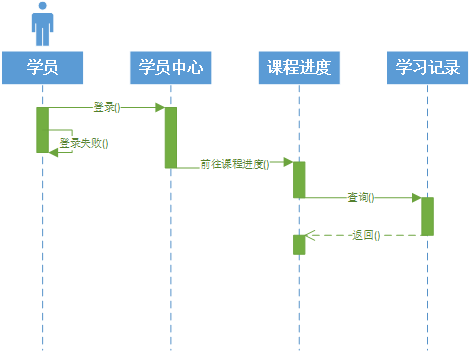 学员
学员中心
课程进度
学习记录
登录()
登录失败()
前往课程进度()
查询()
返回()